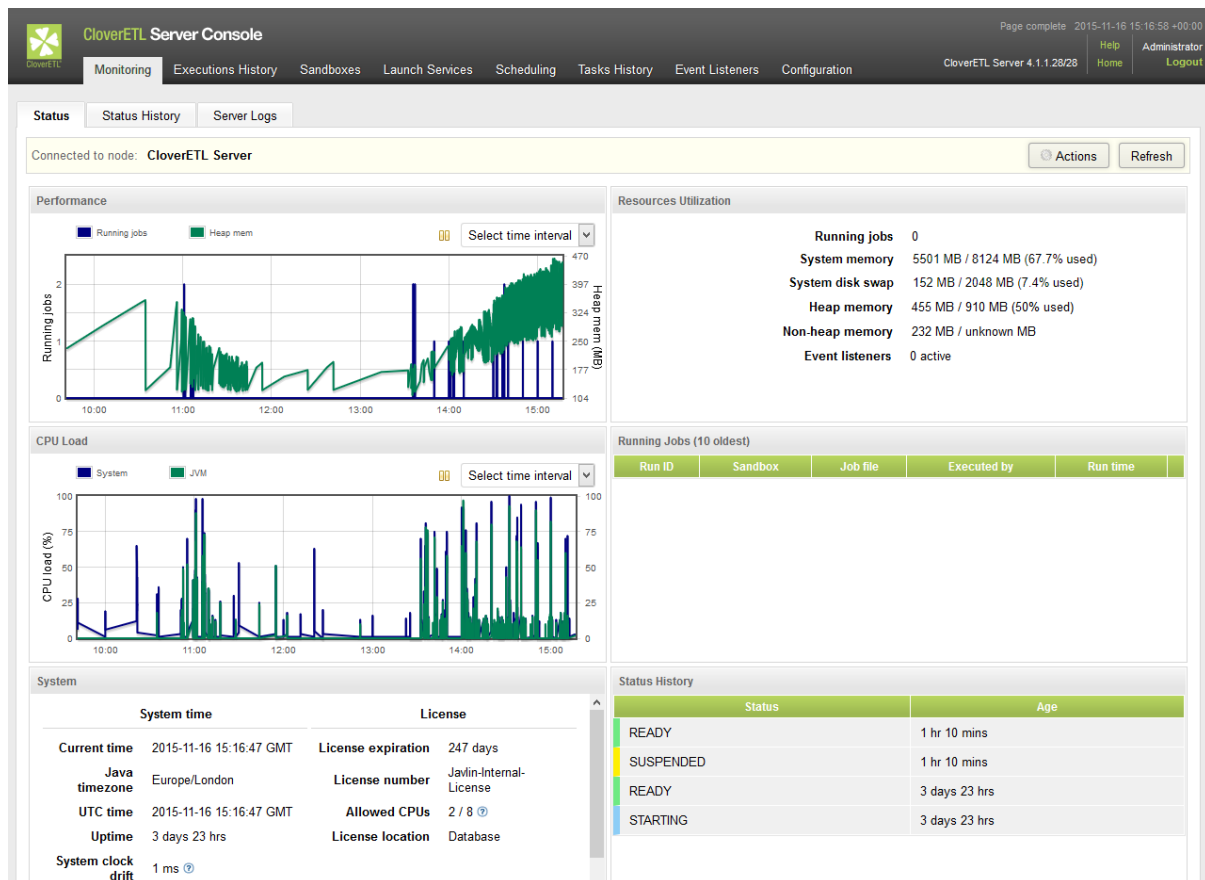 Page complete 2015-11-16 15:16:58 +00:00
CloverETL Server Console
CloverETL
Help
Administrator
CloverETL Server 4.1.1.28/28
Home
Logout
Monitoring Executions History Sandboxes Launch Services Scheduling Tasks History Event Listeners Configuration
Status Status History Server Logs
Connected to node: CloverETL Server
Actions Refresh
Performance
Running jobs Heap mem
Select time interval
Running jobs
2
1
0
470
397
324
250
177
104
Heap mem (MB)
10:00 11:00 12:00 13:00 14:00 15:00
Resources Utilization
Running jobs 0
System memory 5501 MB / 8124 MB (67.7% used)
System disk swap 152 MB / 2048 MB (7.4% used)
Heap memory 455 MB / 910 MB (50% used)
Non-heap memory 232 MB / unknown MB
Event listeners 0 active
CPU Load
System JVM
Select time interval
CPU load (%)
100
75
50
25
0
100
75
50
25
0
10:00 11:00 12:00 13:00 14:00 15:00
Running Jobs (10 oldest)
Run ID Sandbox Job file Executed by Run time
System
System time
Current time 2015-11-16 15:16:47 GMT
Java timezone Europe/London
UTC time 2015-11-16 15:16:47 GMT
Uptime 3 days 23 hrs
System clock drift 1 ms
License
License expiration 247 days
License number Javlin-Internal-
License
Allowed CPUs 2 / 8
License location Database
Status History
Status Age
READY 1 hr 10 mins
SUSPENDED 1 hr 10 mins
READY 3 days 23 hrs
STARTING 3 days 23 hrs